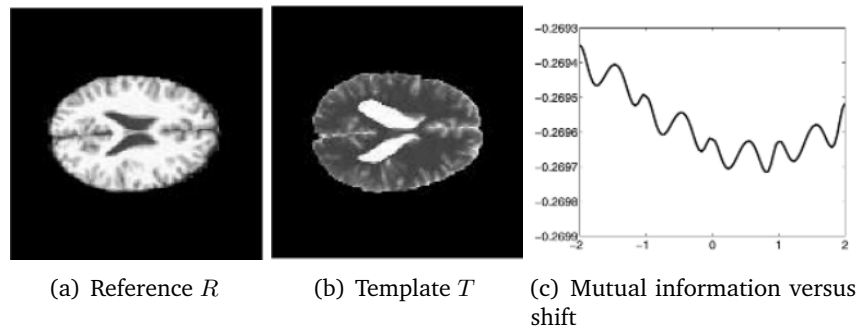 -0.2693
-0.2694
-0.2695
-0.2696
-0.2697
-0.2698
-0.2699
-2 -1 0 1 2
(a) Reference R
(b) Template T
(c) Mutual information versus
shift